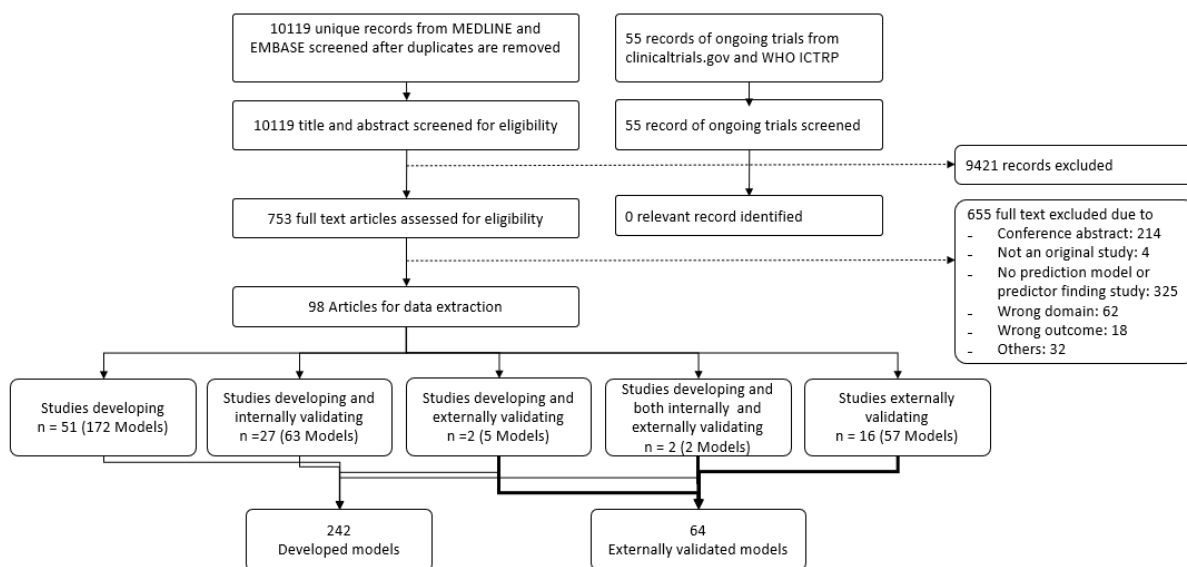 10119 unique records from MEDLINE and
EMBASE screened after duplicates are removed
55 records of ongoing trials from
clinicaltrials.gov and WHO ICTRP
10119 title and abstract screened for eligibility
55 record of ongoing trials screened
9421 records excluded
753 full text articles assessed for eligibility
0 relevant record identified
655 full text excluded due to
- Conference abstract: 214
- Not an original study: 4
- No prediction model or
predictor finding study: 325
- Wrong domain: 62
- Wrong outcome: 18
- Others: 32
98 Articles for data extraction
Studies developing
n = 51 (172 Models)
Studies developing and
internally validating
n =27 (63 Models)
Studies developing and
externally validating
n =2 (5 Models)
Studies developing and
both internally and
externally validating
n = 2 (2 Models)
Studies externally
validating
n = 16 (57 Models)
242
Developed models
64
Externally validated models